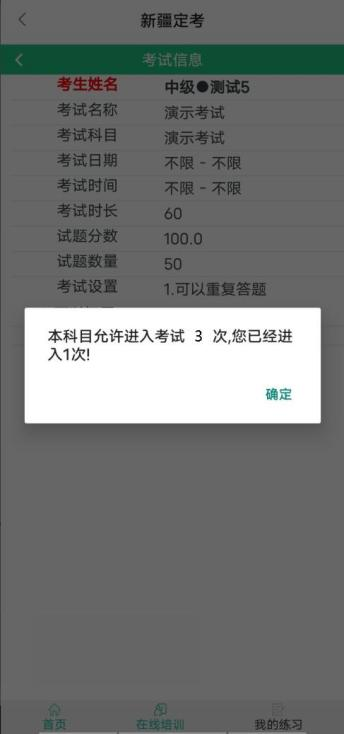 新疆定考
考试信息
考生姓名 中级●测试5
考试名称 演示考试
考试科目 演示考试
考试日期 不限 - 不限
考试时间 不限 - 不限
考试时长 60
试题分数 100.0
试题数量 50
考试设置 1.可以重复答题
本科目允许进入考试 3 次,您已经进
入1次!
确定
首页 在线培训 我的练习